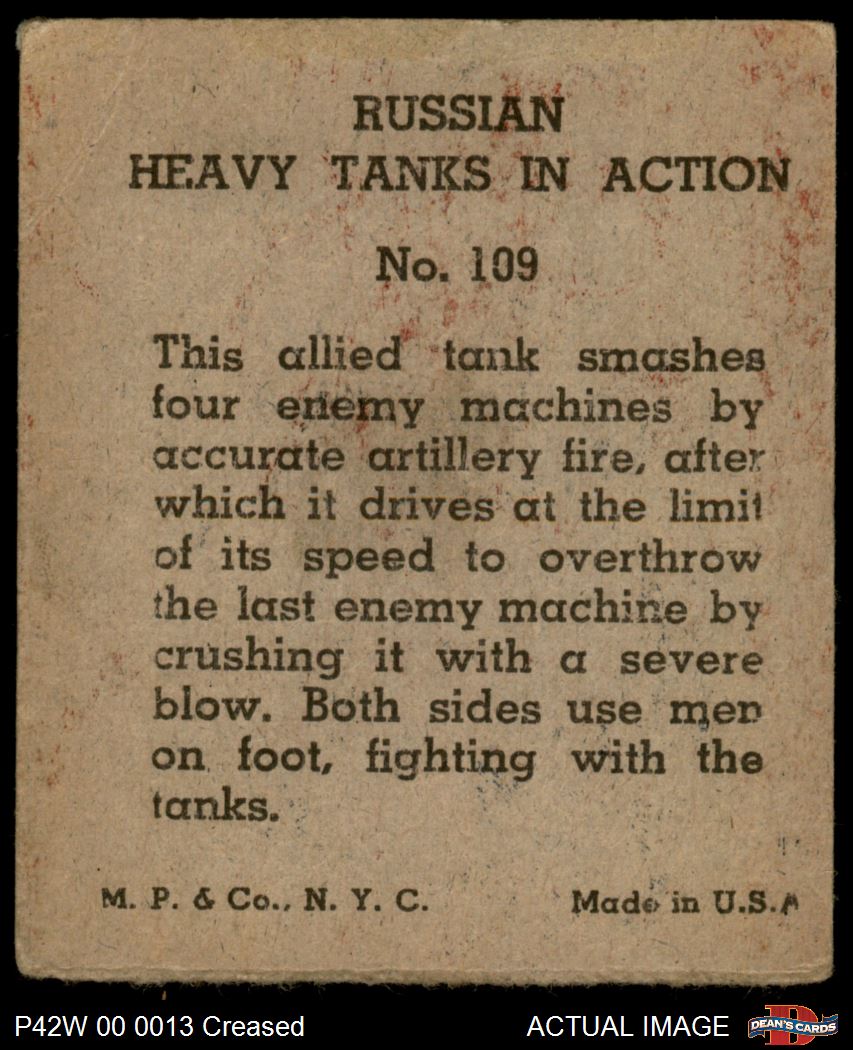 RUSSIAN
HEAVY TANKS IN ACTION
No. 109
This allied tank smashes
four enemy machines by
accurate artillery fire, after
which it drives at the limit
of its speed to overthrow
the last enemy machine by
crushing it with a severe
blow. Both sides use men
on foot, fighting with the
tanks.
M. P. & Co., N. Y. C. Made in U.S.A
P42W 00 0013 Creased ACTUAL IMAGE DEAN'S CARDS